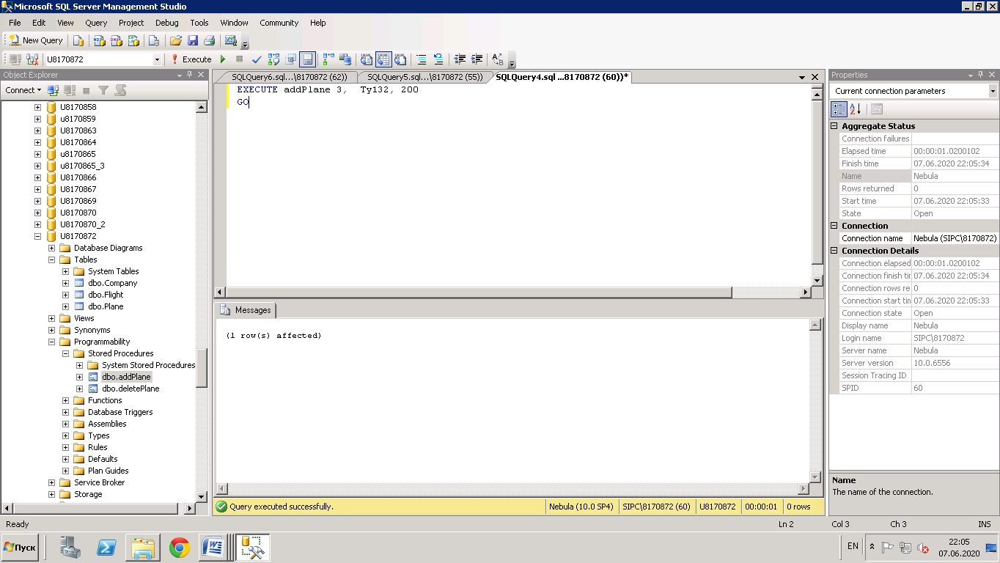 Microsoft SQL Server Management Studio
File Edit View Query Project Debug Tools Window Community Help
New Query
U8170872 Execute
Object Explorer
Connect
U8170858
u8170859
U8170863
U8170864
u8170865
u8170865_3
U8170866
U8170867
U8170869
U8170870
U8170870_2
U8170872
Database Diagrams
Tables
System Tables
dbo.Company
dbo.Flight
dbo.Plane
Views
Synonyms
Programmability
Stored Procedures
System Stored Procedures
dbo.addPlane
dbo.deletePlane
Functions
Database Triggers
Assemblies
Types
Rules
Defaults
Plan Guides
Service Broker
Storage
SQLQuery6.sql...\8170872 (62)) SQLQuery5.sql...\8170872 (55)) SQLQuery4.sql ...8170872 (60))*
EXECUTE addPlane 3, Ty132, 200
GO
Messages
(1 row(s) affected)
Query executed successfully. Nebula (10.0 SP4) SIPC\8170872 (60) U8170872 00:00:01 0 rows
Properties
Current connection parameters
Aggregate Status
Connection failures
Elapsed time 00:00:01.0200102
Finish time 07.06.2020 22:05:34
Name Nebula
Rows returned 0
Start time 07.06.2020 22:05:33
State Open
Connection
Connection name Nebula (SIPC\8170872)
Connection Details
Connection elapsed 00:00:01.0200102
Connection finish tir 07.06.2020 22:05:34
Connection rows re 0
Connection start tin 07.06.2020 22:05:33
Connection state Open
Display name Nebula
Login name SIPC\8170872
Server name Nebula
Server version 10.0.6556
Session Tracing ID
SPID 60
Name
The name of the connection.
Ready Ln 2 Col 3 Ch 3 INS
Пуск EN 22:05
07.06.2020